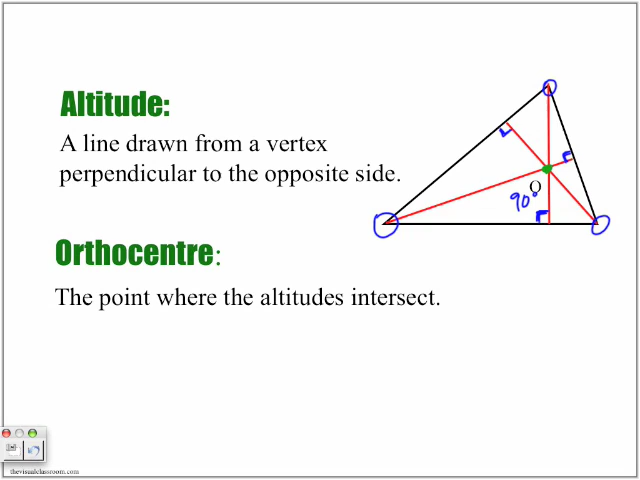 Altitude:
A line drawn from a vertex
perpendicular to the opposite side.
O
90°
Orthocentre:
The point where the altitudes intersect.
thevisualclassroom.com